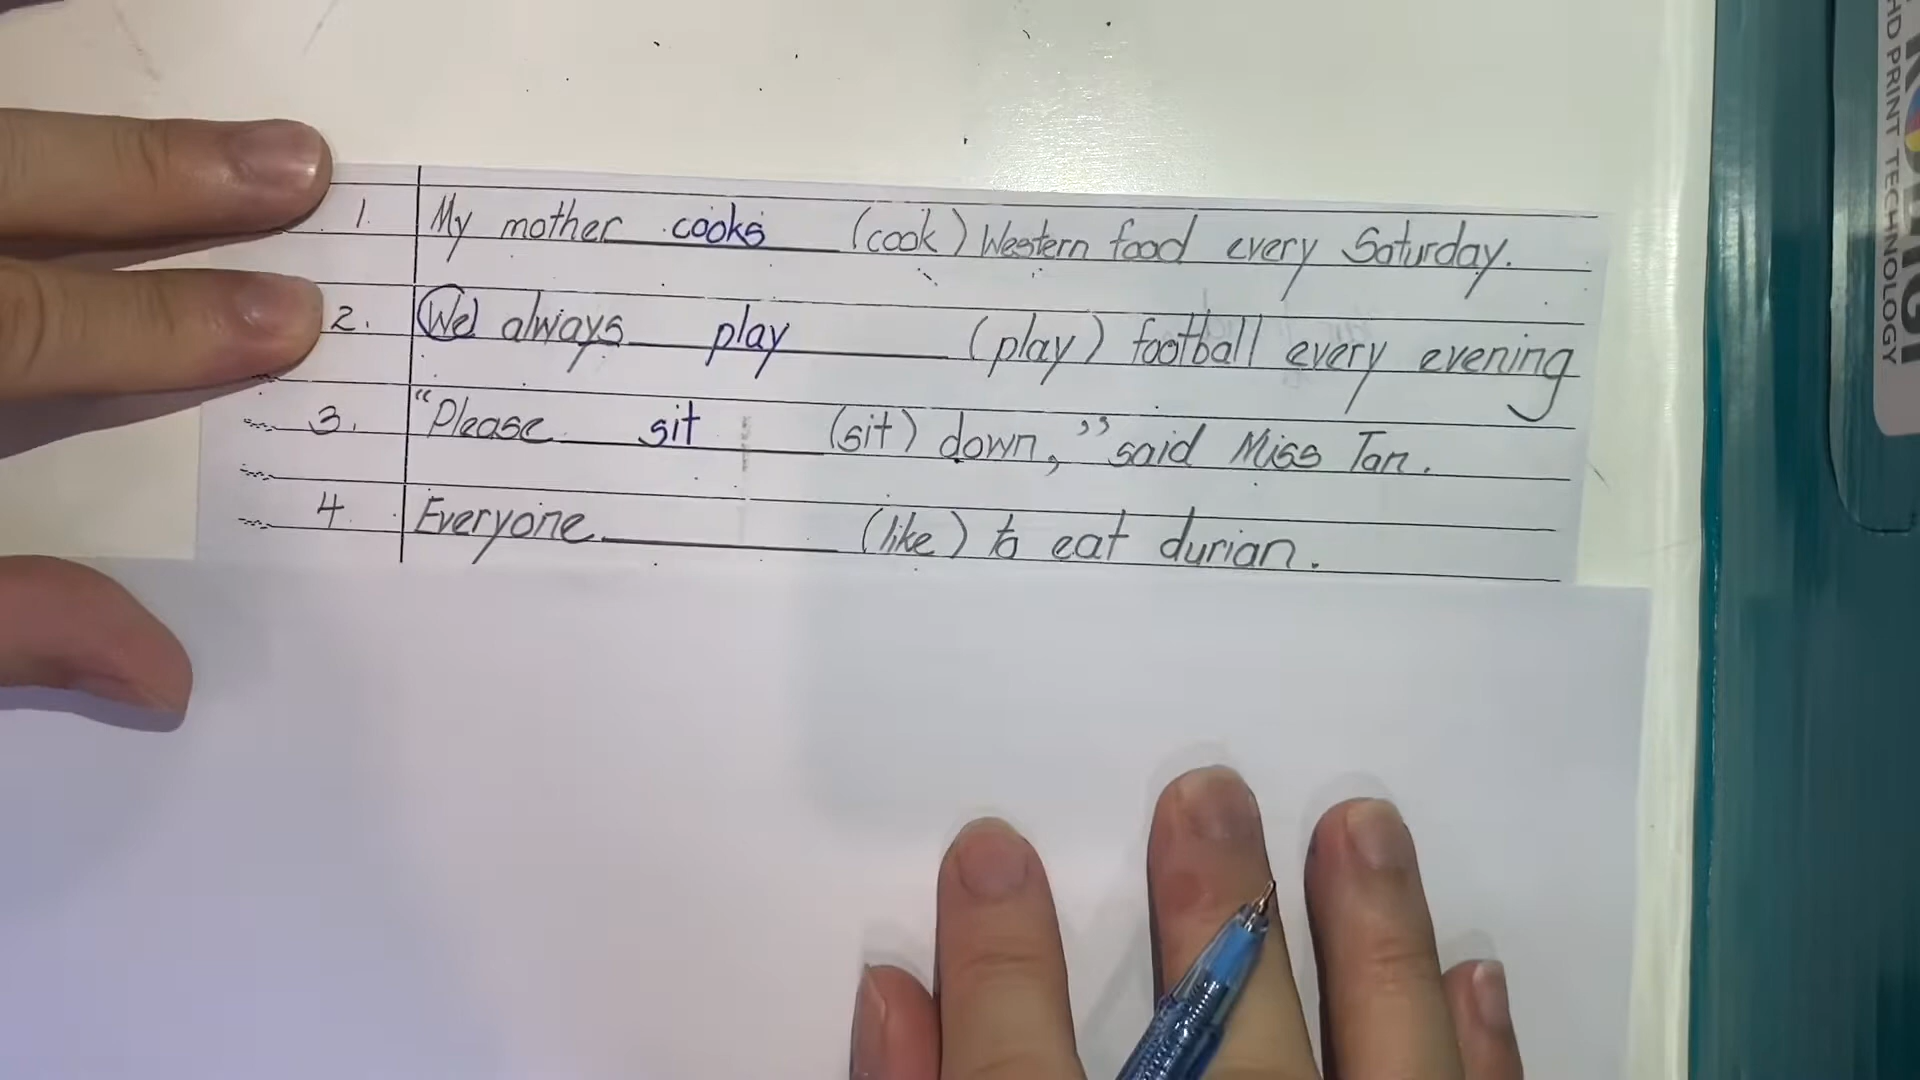 1. My mother cooks (cook) Western food every Saturday.
2. We always play (play) football every evening
3. “Please sit (sit) down,” said Miss Tan.
4 Everyone (like) to eat durian.
HD PRINT TECHNOLOGY